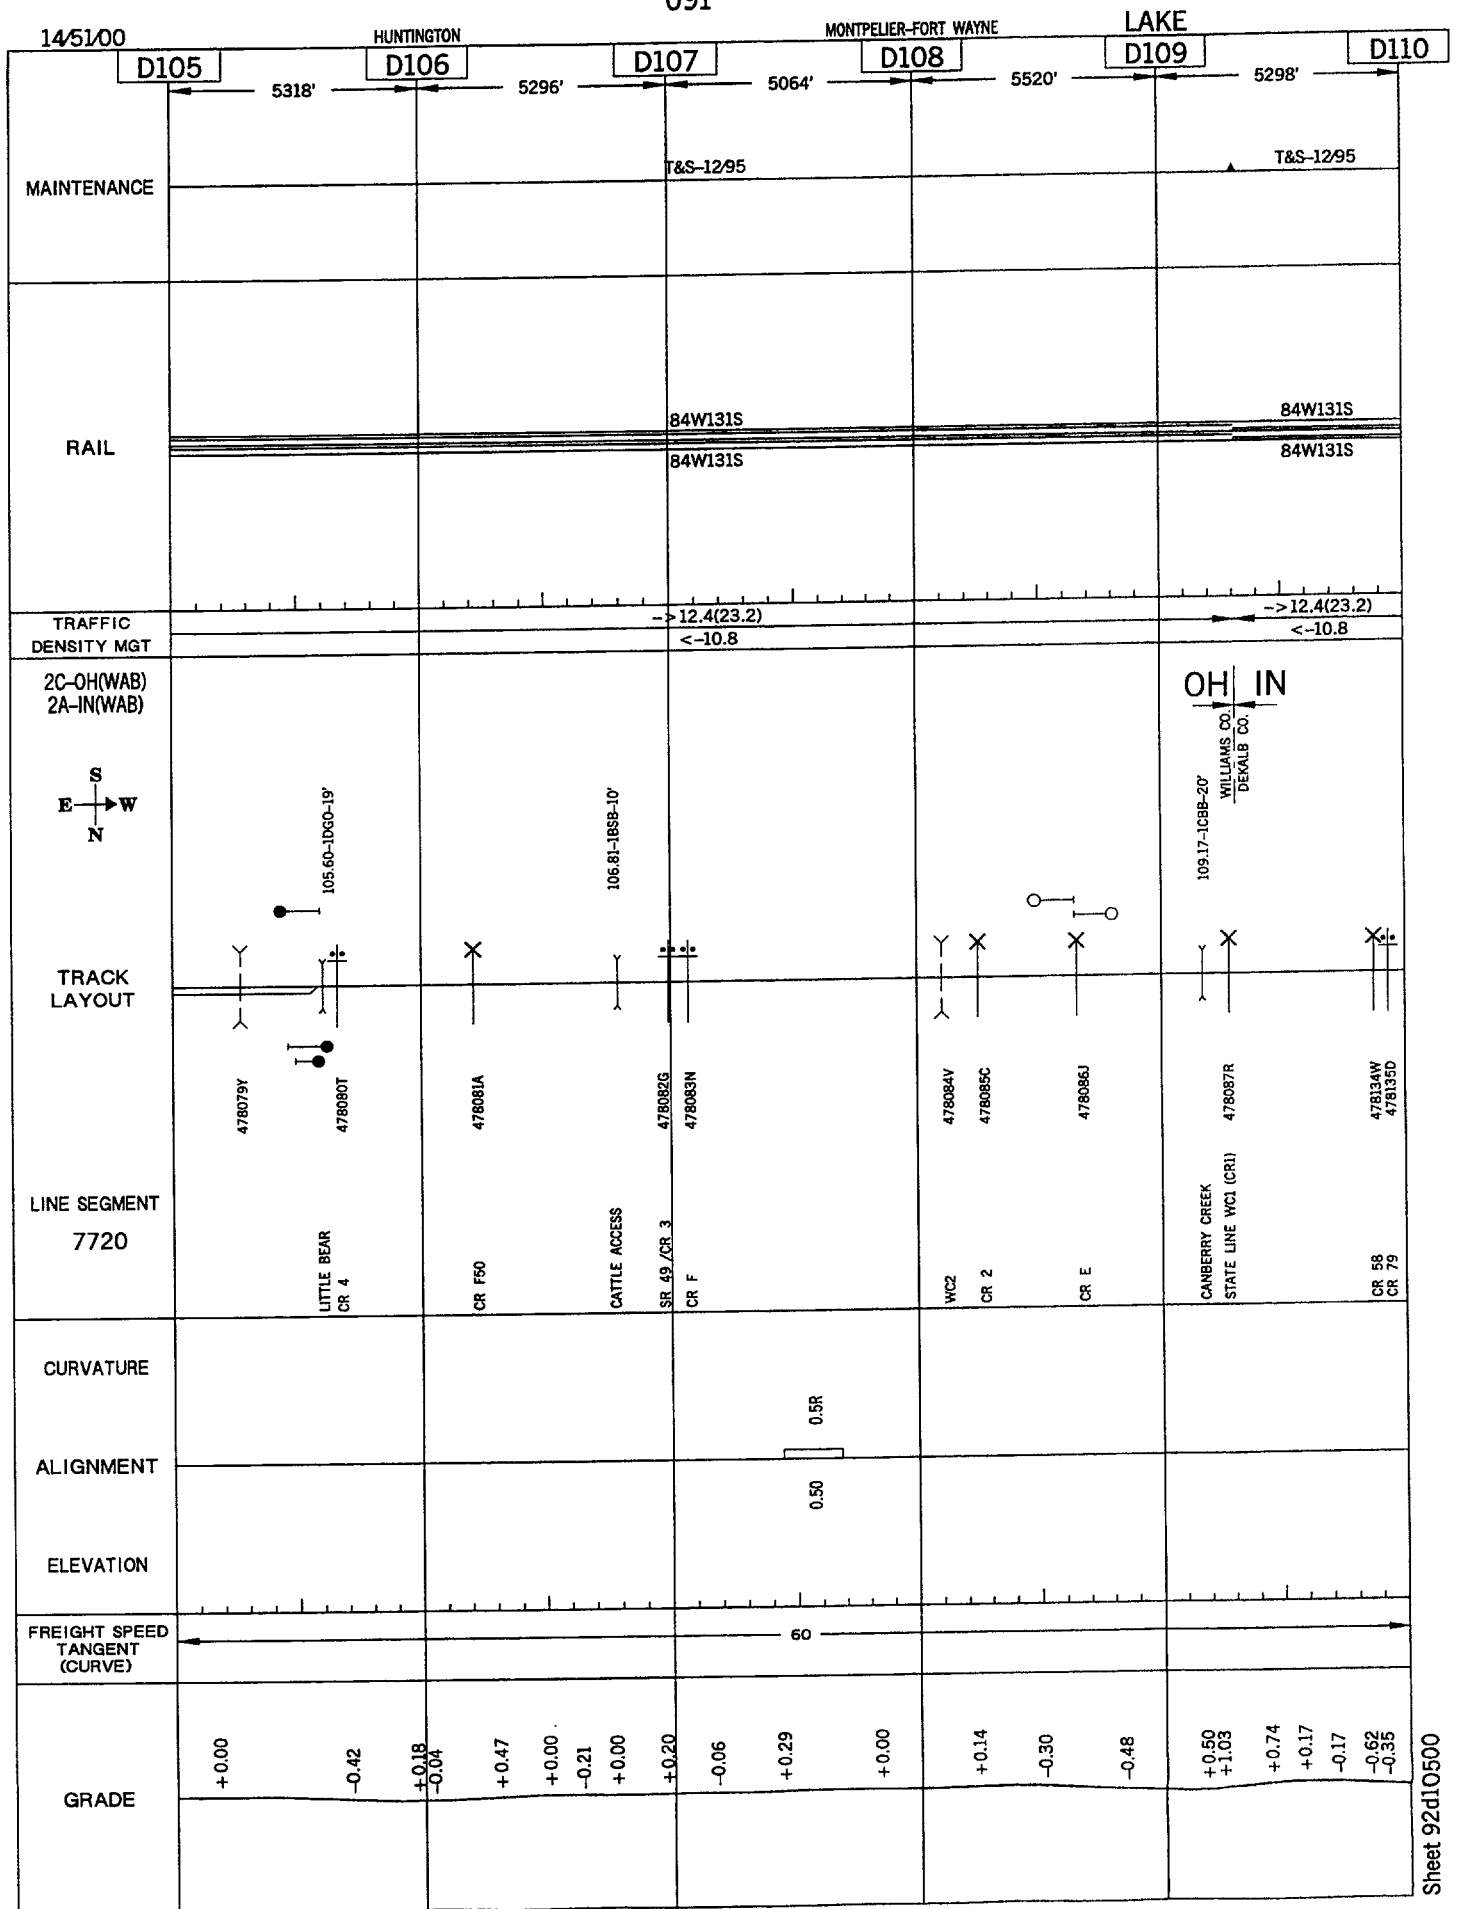 091
14/51/00
HUNTINGTON
MONTPELIER-FORT WAYNE
LAKE
D105
D106
D107
D108
D109
D110
5318'
5296'
5064'
5520'
5298'
MAINTENANCE
T&S-12/95
T&S-12/95
RAIL
84W131S
84W131S
84W131S
84W131S
TRAFFIC
DENSITY MGT
->12.4(23.2)
<-10.8
->12.4(23.2)
<-10.8
2C-OH(WAB)
2A-IN(WAB)
OH IN
WILLIAMS CO.
DEKALB CO.
S
E W
N
105.60-1DGO-19'
106.81-1BSB-10'
109.17-1CBB-20'
TRACK
LAYOUT
478079Y
478080T
478081A
478082G
478083N
478084V
478085C
478086J
478087R
478134W
478135D
LINE SEGMENT
7720
LITTLE BEAR
CR 4
CR F50
CATTLE ACCESS
SR 49 /CR 3
CR F
WC2
CR 2
CR E
CANBERRY CREEK
STATE LINE WC1 (CR1)
CR 58
CR 79
CURVATURE
0.5R
ALIGNMENT
0.50
ELEVATION
FREIGHT SPEED
TANGENT
(CURVE)
60
GRADE
+0.00
-0.42
+0.18
-0.04
+0.47
+0.00
-0.21
+0.00
+0.20
-0.06
+0.29
+0.00
+0.14
-0.30
-0.48
+0.50
+1.03
+0.74
+0.17
-0.17
-0.62
-0.35
Sheet 92d10500